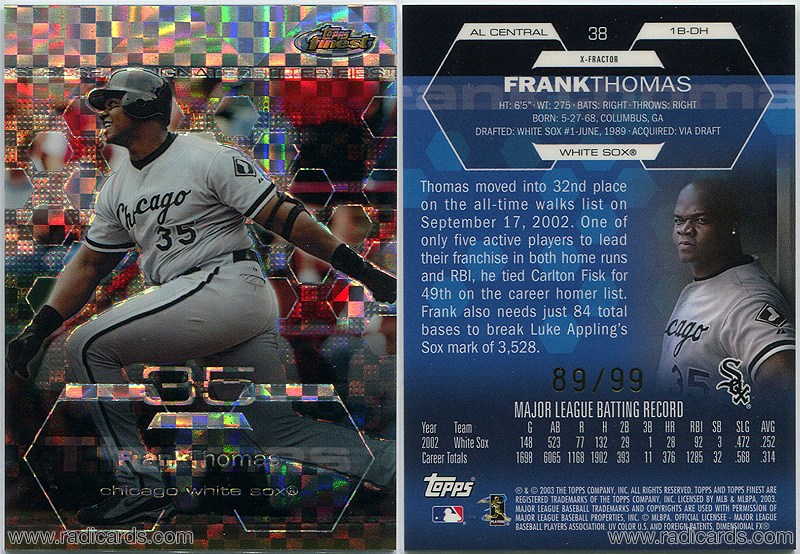 Topps
finest
Chicago
35
35
Frank Thomas
chicago white sox®
www.radicards.com
AL CENTRAL
38
1B-DH
X-FRACTOR
FRANKTHOMAS
HT: 6'5" · WT: 275 · BATS: RIGHT · THROWS: RIGHT
BORN: 5-27-68, COLUMBUS, GA
DRAFTED: WHITE SOX #1-JUNE, 1989 · ACQUIRED: VIA DRAFT
WHITE SOX®
Thomas moved into 32nd place
on the all-time walks list on
September 17, 2002. One of
only five active players to lead
their franchise in both home runs
and RBI, he tied Carlton Fisk for
49th on the career homer list.
Frank also needs just 84 total
bases to break Luke Appling's
Sox mark of 3,528.
cago
35
Sox
89/99
MAJOR LEAGUE BATTING RECORD
Year Team G AB R H 2B 3B HR RBI SB SLG AVG
2002 White Sox 148 523 77 132 29 1 28 92 3 .472 .252
Career Totals 1698 6065 1168 1902 393 11 376 1285 32 .568 .314
Topps
PLAYERS
® & © 2003 THE TOPPS COMPANY, INC. ALL RIGHTS RESERVED. TOPPS AND TOPPS FINEST ARE
REGISTERED TRADEMARKS OF THE TOPPS COMPANY, INC. LICENSED BY MLB & MLBPA. 2003.
MAJOR LEAGUE BASEBALL TRADEMARKS AND COPYRIGHTS ARE USED WITH PERMISSION OF
MAJOR LEAGUE BASEBALL PROPERTIES, INC. © MLBPA. OFFICIAL LICENSEE - MAJOR LEAGUE
BASEBALL PLAYERS ASSOCIATION. UV COLOR U.S. AND FOREIGN PATENTS, DIMENSIONAL FX®
www.radicards.com